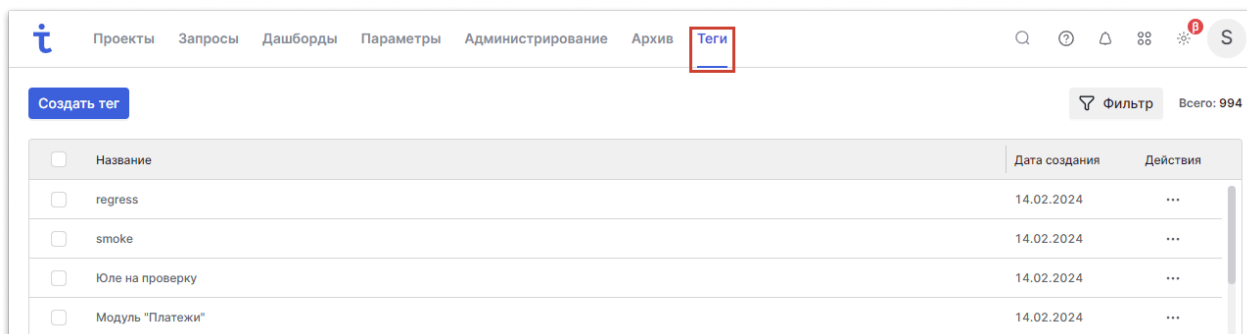 Проекты Запросы Дашборды Параметры Администрирование Архив Теги β S
Создать тег Фильтр Всего: 994
Название Дата создания Действия
regress 14.02.2024 ...
smoke 14.02.2024 ...
Юле на проверку 14.02.2024 ...
Модуль "Платежи" 14.02.2024 ...